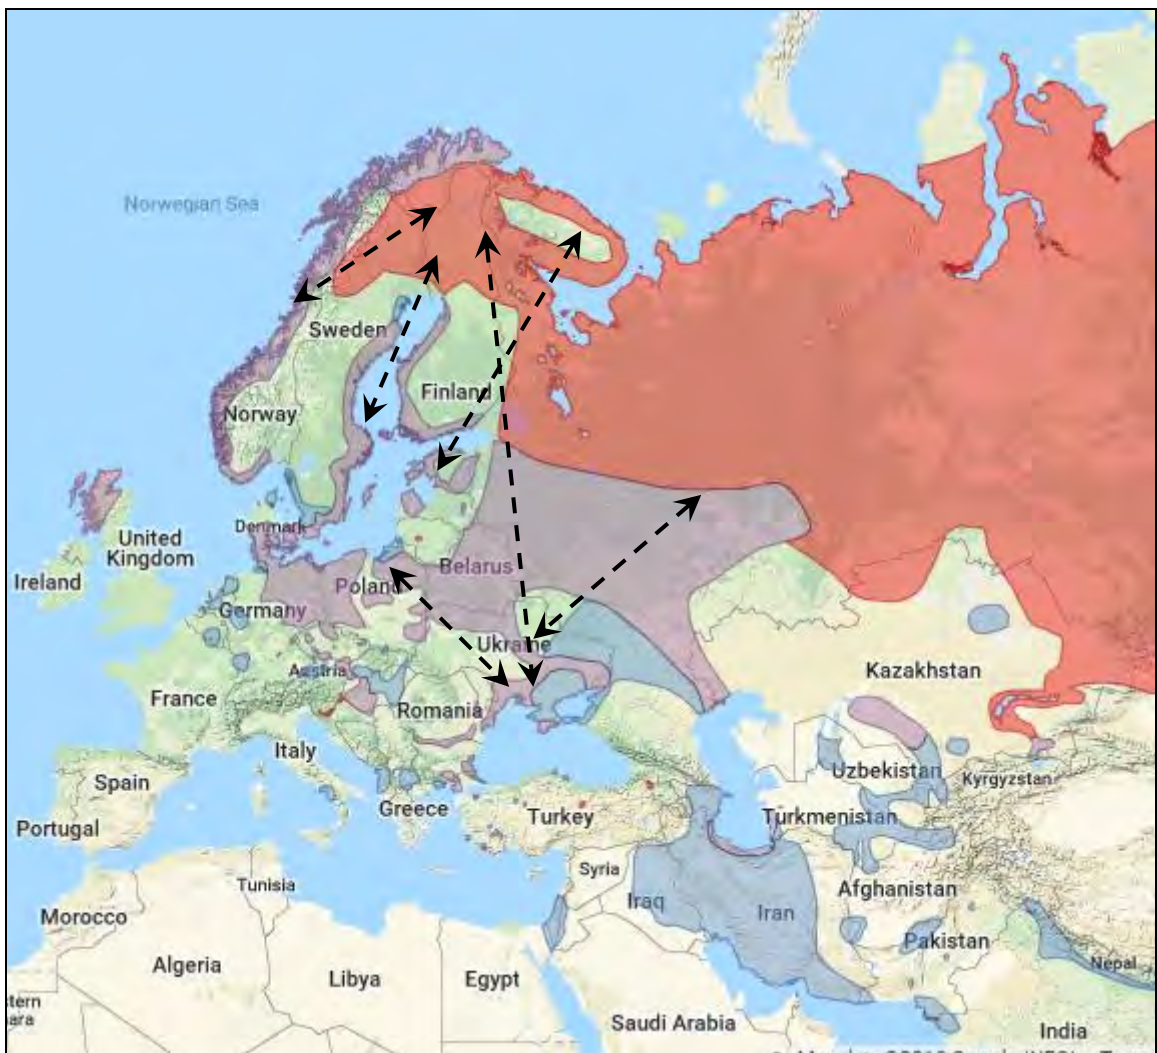 Norwegian Sea
Sweden
Finland
Norway
United
Kingdom
Denmark
Ireland
Belarus
Poland
Germany
Ukraine
Austria
Kazakhstan
France
Romania
Italy
Uzbekistan
Kyrgyzstan
Spain
Greece
Turkey
Turkmenistan
Portugal
Syria
Tunisia
Afghanistan
Iraq
Iran
Morocco
Pakistan
Algeria
Libya
Egypt
Nepal
Saudi Arabia
India